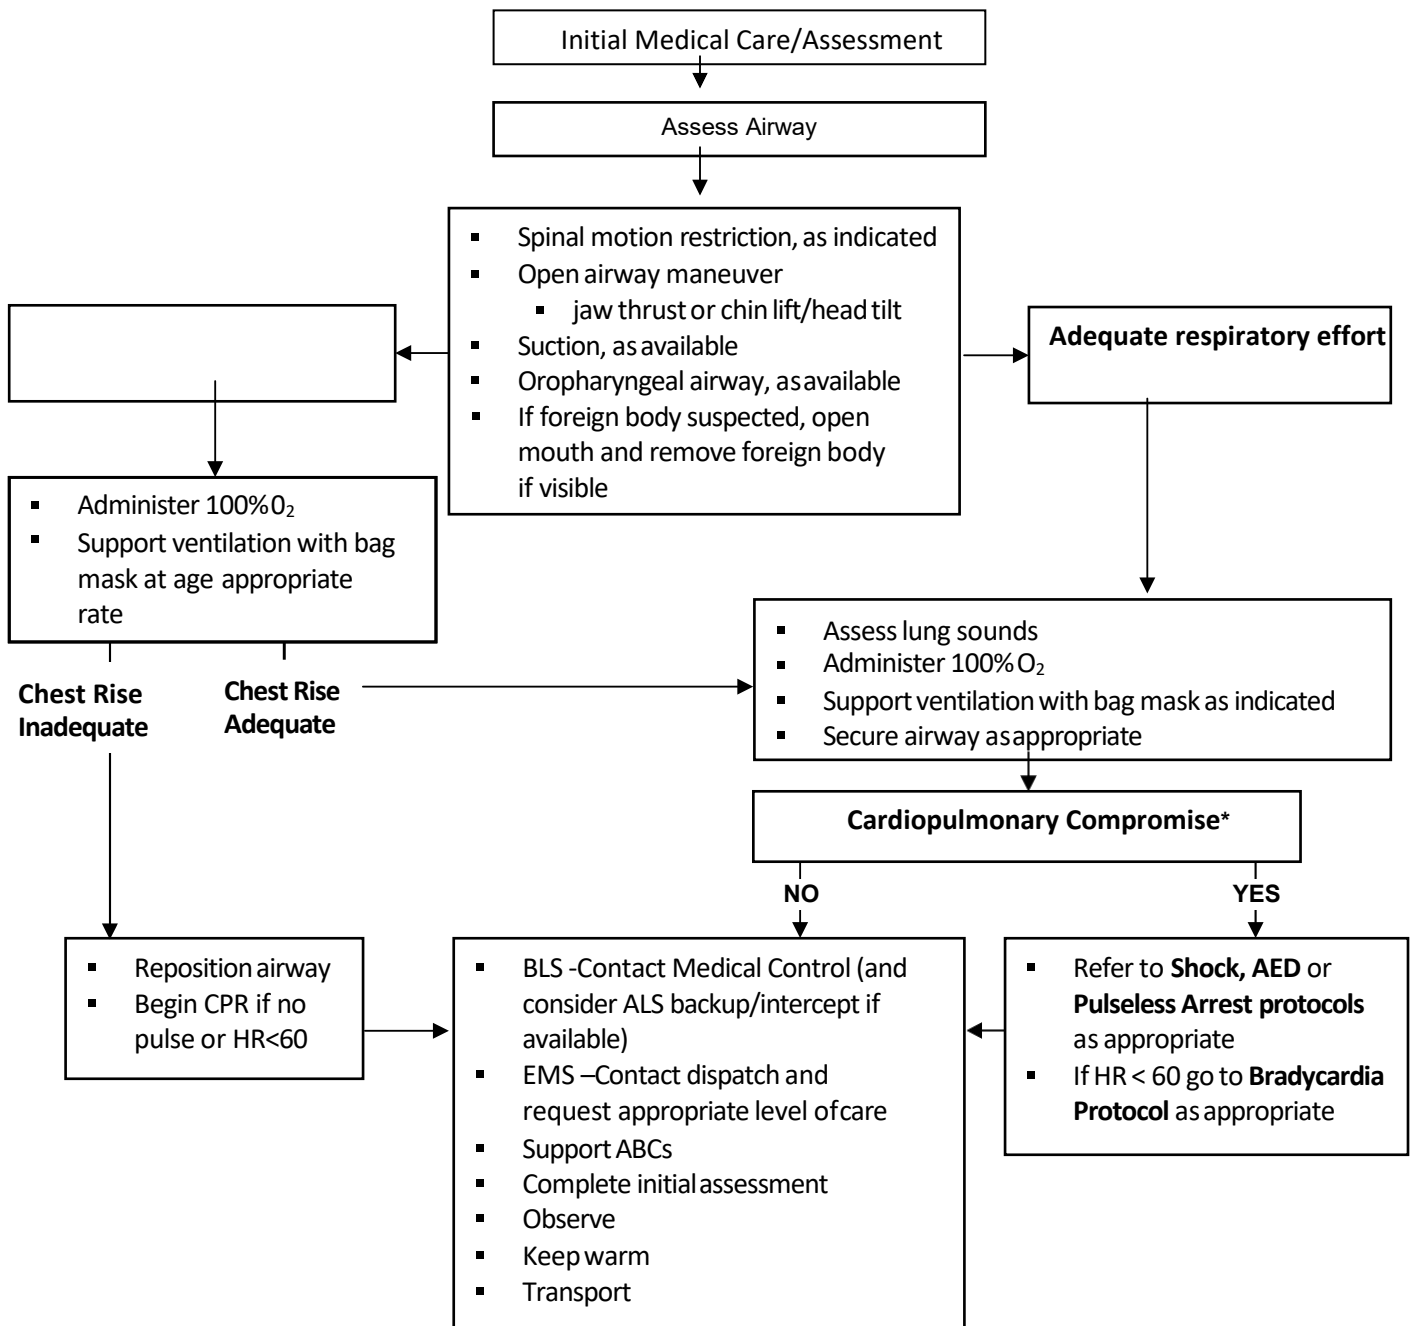 Initial Medical Care/Assessment
Assess Airway
▪ Spinal motion restriction, as indicated
▪ Open airway maneuver
▪ jaw thrust or chin lift/head tilt
▪ Suction, as available
▪ Oropharyngeal airway, as available
▪ If foreign body suspected, open
mouth and remove foreign body
if visible
Adequate respiratory effort
▪ Administer 100% 0₂
▪ Support ventilation with bag
mask at age appropriate
rate
Chest Rise
Inadequate
Chest Rise
Adequate
▪ Assess lung sounds
▪ Administer 100% O₂
▪ Support ventilation with bag mask as indicated
▪ Secure airway as appropriate
Cardiopulmonary Compromise*
NO
YES
▪ Reposition airway
▪ Begin CPR if no
pulse or HR<60
▪ BLS -Contact Medical Control (and
consider ALS backup/intercept if
available)
▪ EMS –Contact dispatch and
request appropriate level of care
▪ Support ABCs
▪ Complete initial assessment
▪ Observe
▪ Keep warm
▪ Transport
▪ Refer to Shock, AED or
Pulseless Arrest protocols
as appropriate
▪ If HR < 60 go to Bradycardia
Protocol as appropriate